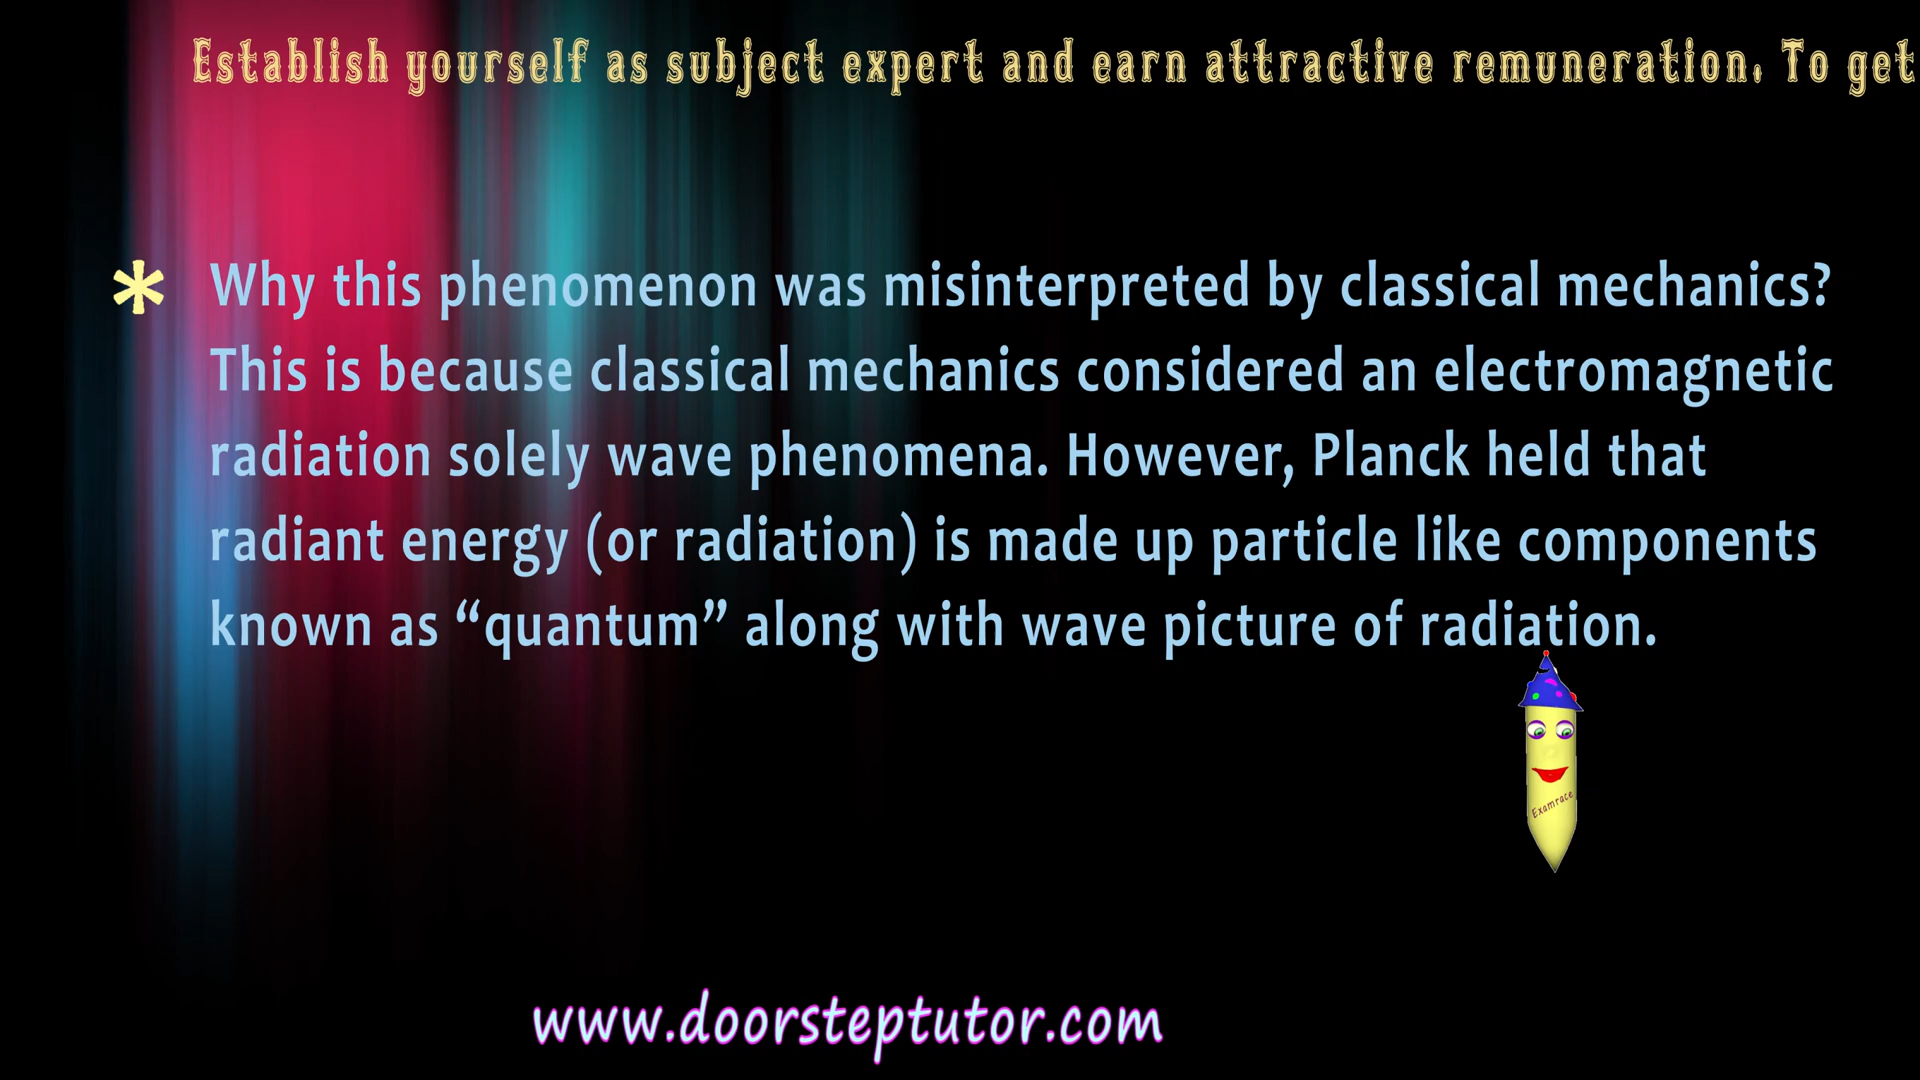 Establish yourself as subject expert and earn attractive remuneration. To get
* Why this phenomenon was misinterpreted by classical mechanics?
This is because classical mechanics considered an electromagnetic
radiation solely wave phenomena. However, Planck held that
radiant energy (or radiation) is made up particle like components
known as “quantum” along with wave picture of radiation.
Examrace
www.doorsteptutor.com